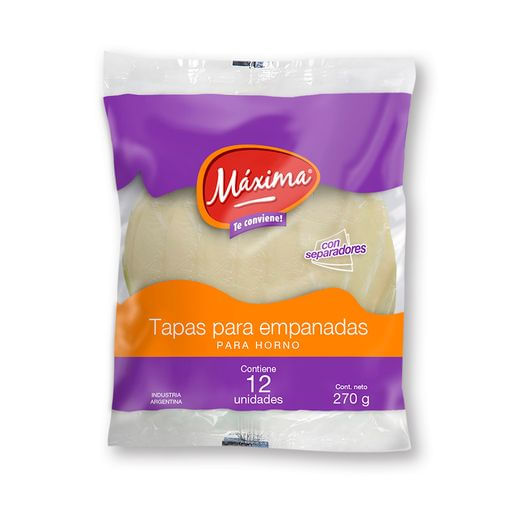 Máxima®
Te conviene!
con
separadores
Tapas para empanadas
PARA HORNO
Contiene
12
unidades
INDUSTRIA
ARGENTINA
Cont. neto
270 g